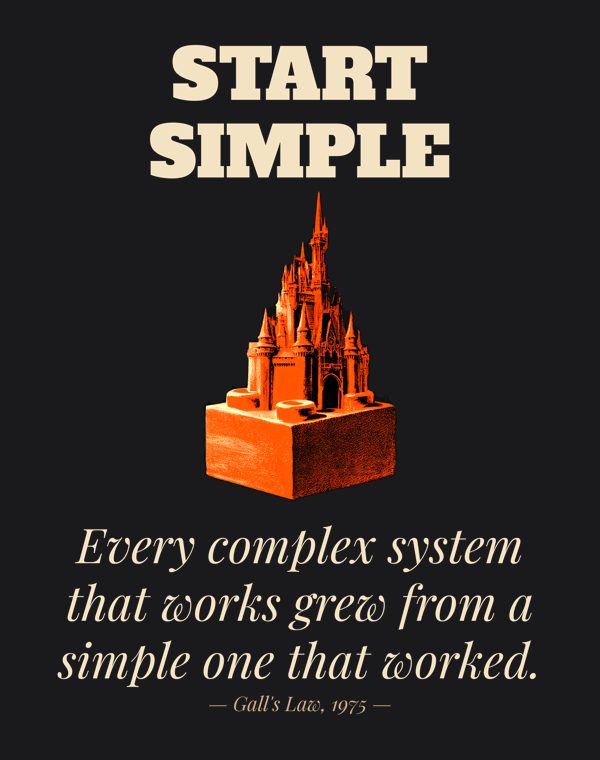 START
SIMPLE
Every complex system
that works grew from a
simple one that worked.
— Gall's Law, 1975 —